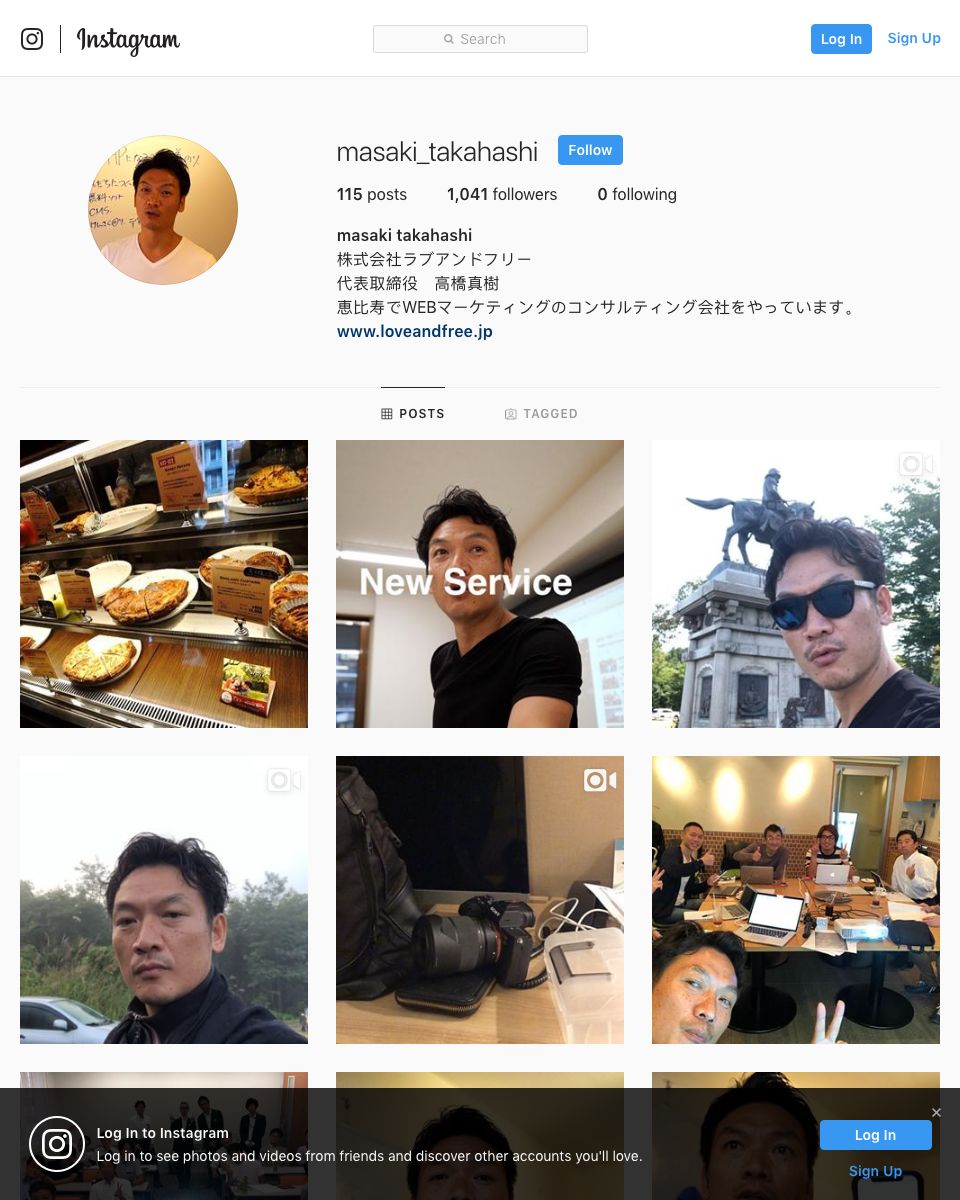 Instagram
Search
Log In
Sign Up
masaki_takahashi
Follow
115 posts
1,041 followers
0 following
masaki takahashi
株式会社ラブアンドフリー
代表取締役　高橋真樹
恵比寿でWEBマーケティングのコンサルティング会社をやっています。
www.loveandfree.jp
POSTS
TAGGED
New Service
Log In to Instagram
Log in to see photos and videos from friends and discover other accounts you'll love.
Log In
Sign Up